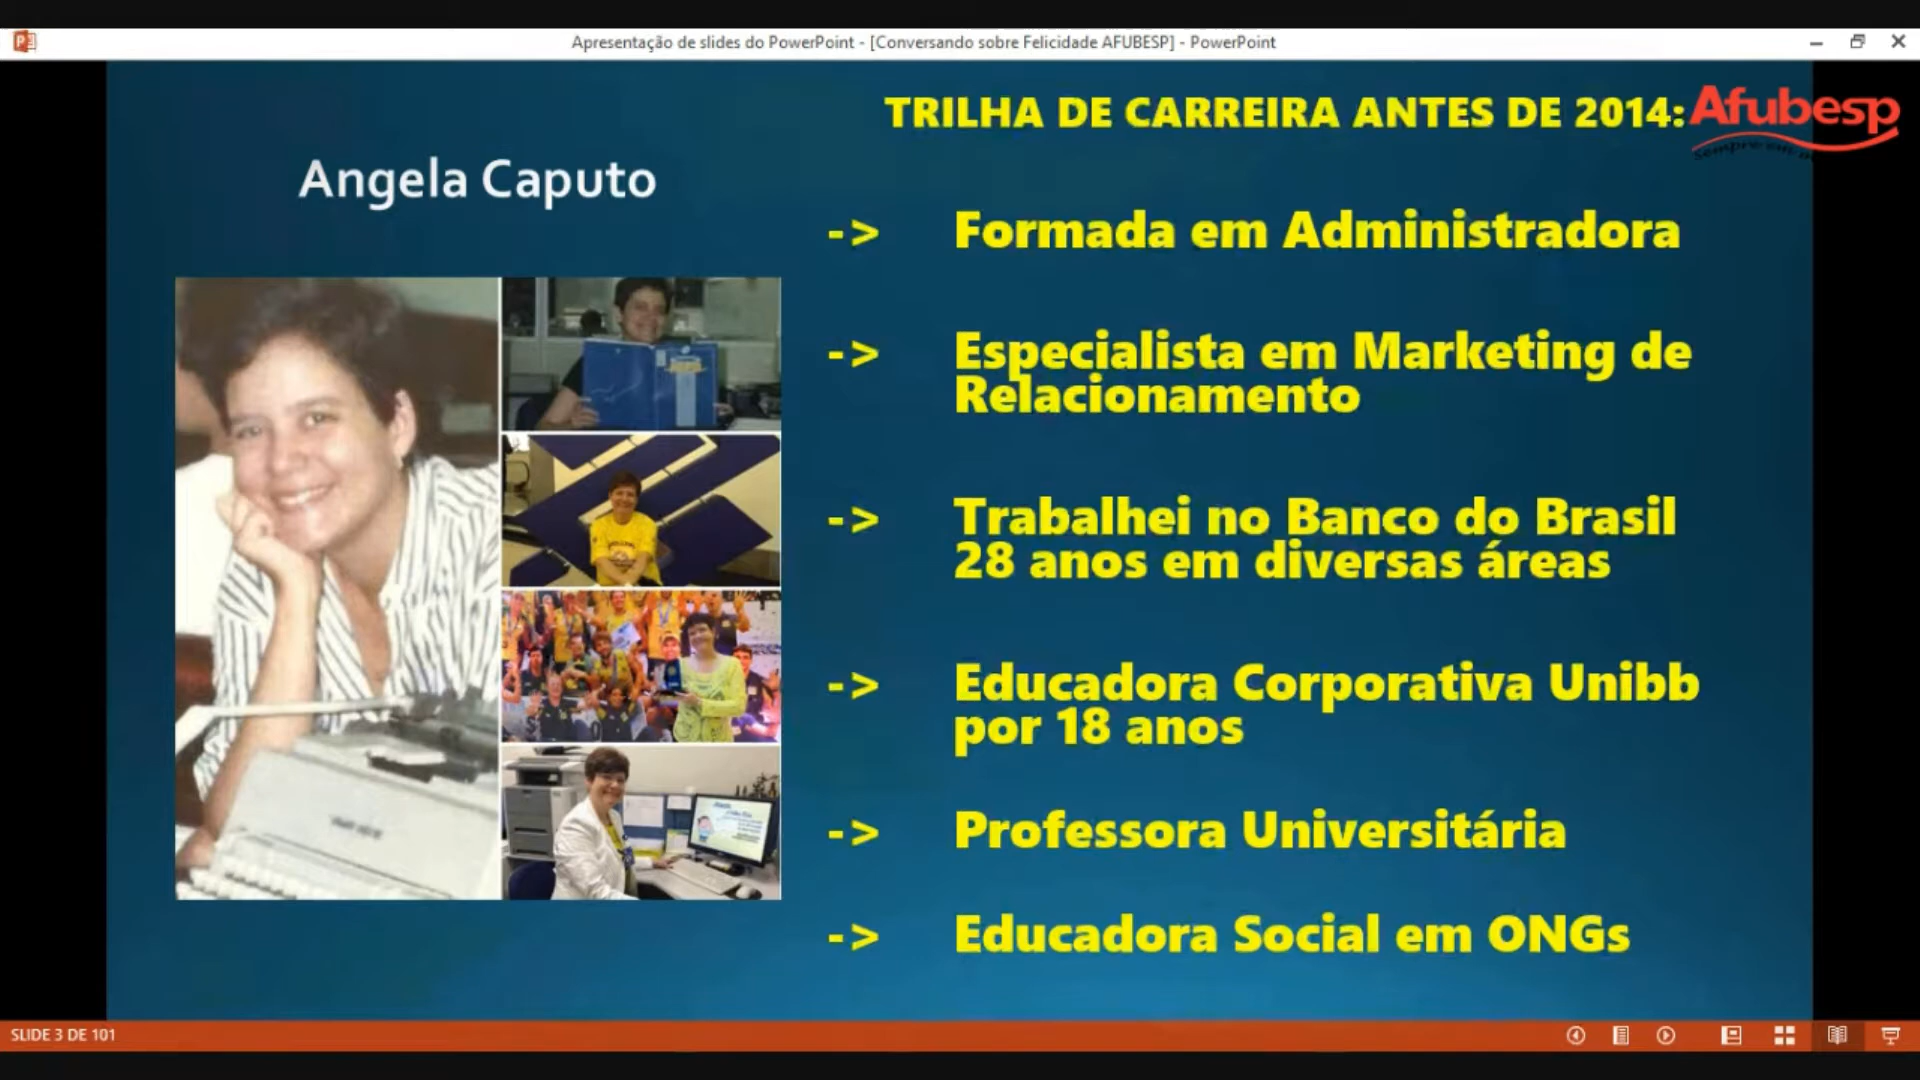 Apresentação de slides do PowerPoint - [Conversando sobre Felicidade AFUBESP] - PowerPoint
TRILHA DE CARREIRA ANTES DE 2014:
Afubesp
sempre em
Angela Caputo
-> Formada em Administradora
-> Especialista em Marketing de
Relacionamento
-> Trabalhei no Banco do Brasil
28 anos em diversas áreas
-> Educadora Corporativa Unibb
por 18 anos
-> Professora Universitária
-> Educadora Social em ONGs
SLIDE 3 DE 101